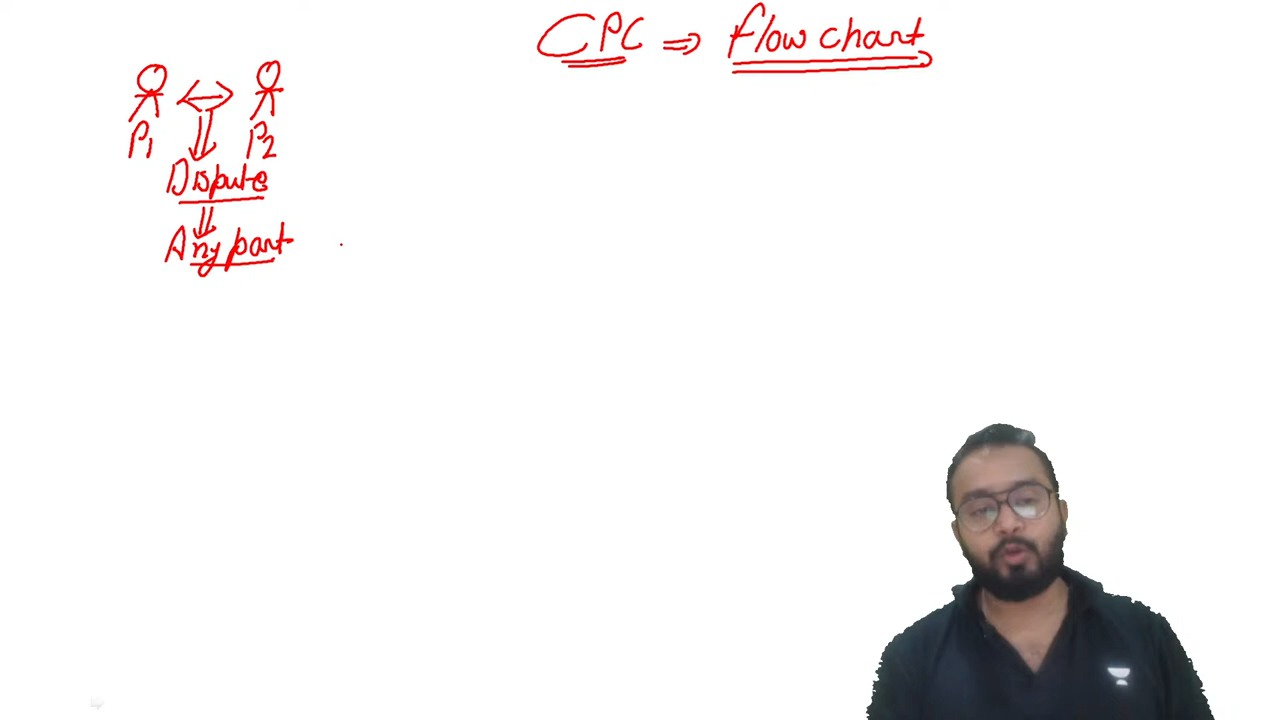 CPC ⇒ Flow chart
P1 P2
Dispute
Any part